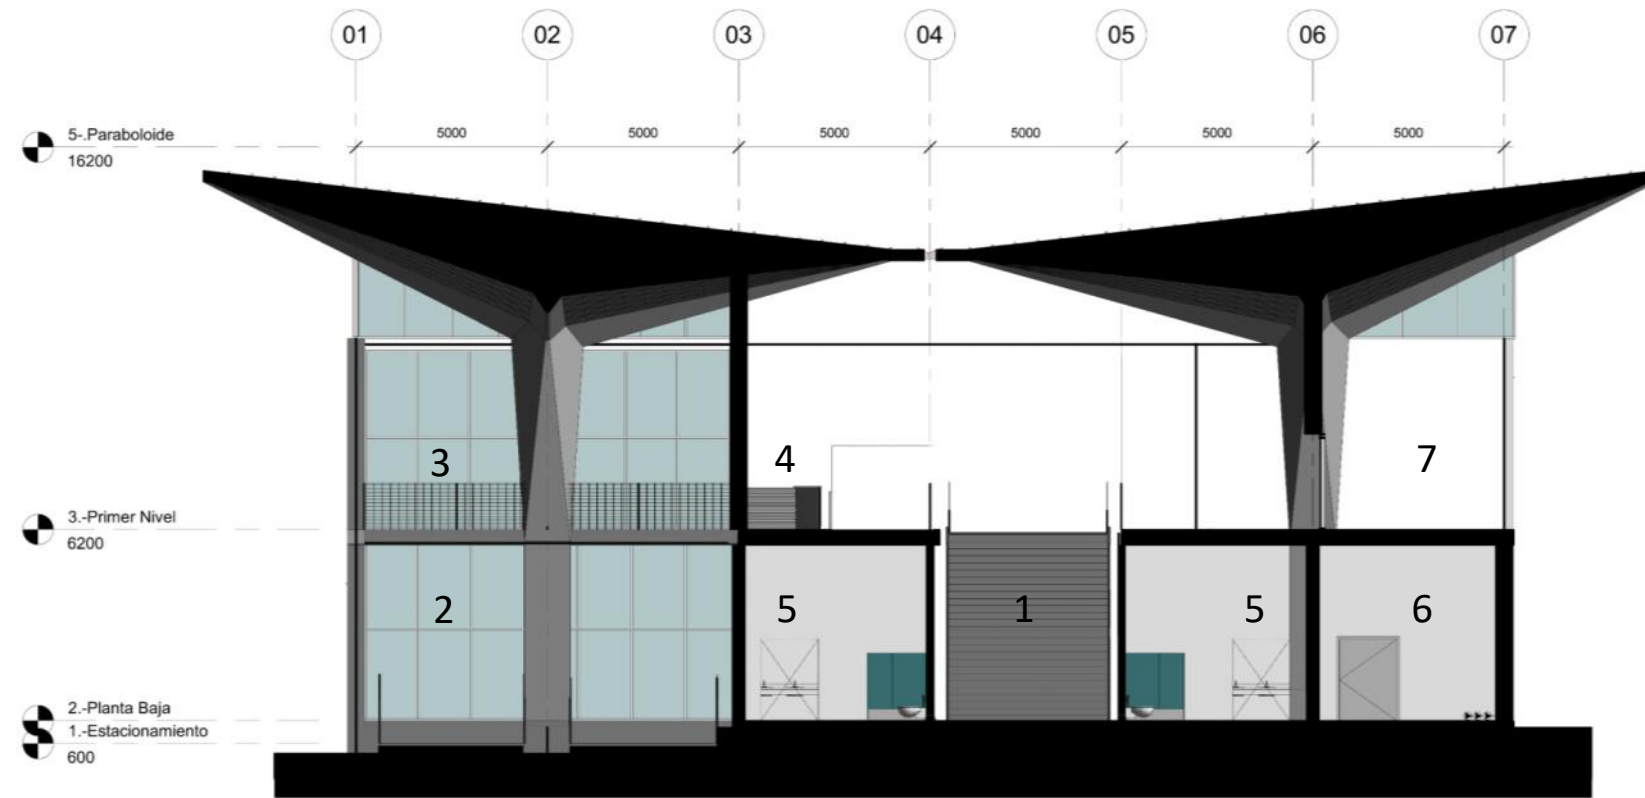 01 02 03 04 05 06 07
5-.Paraboloide
16200
5000 5000 5000 5000 5000 5000
3 4 7
3.-Primer Nivel
6200
2 5 1 5 6
2.-Planta Baja
1.-Estacionamiento
600